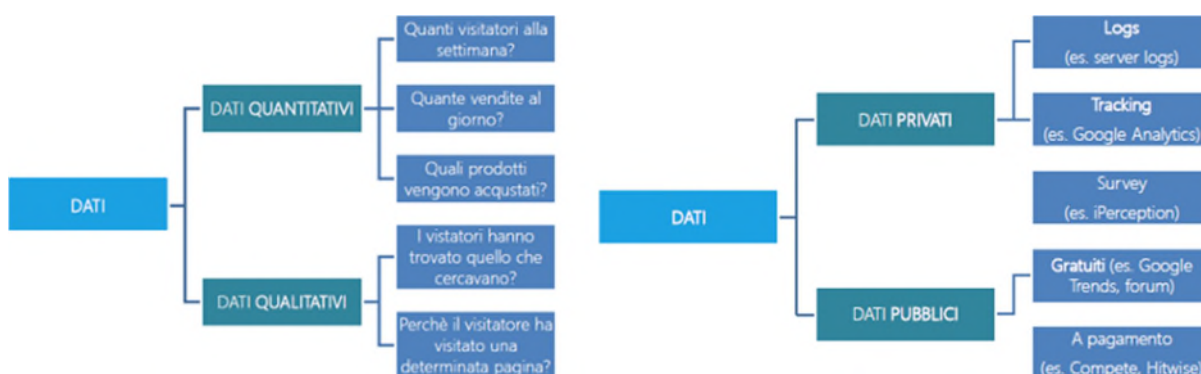 DATI
DATI QUANTITATIVI
Quanti visitatori alla
settimana?
Quante vendite al
giorno?
Quali prodotti
vengono acqustati?
DATI QUALITATIVI
I vistatori hanno
trovato quello che
cercavano?
Perchè il visitatore ha
visitato una
determinata pagina?
DATI
DATI PRIVATI
Logs
(es. server logs)
Tracking
(es. Google Analytics)
Survey
(es. iPerception)
DATI PUBBLICI
Gratuiti (es. Google
Trends, forum)
A pagamento
(es. Compete, Hitwise)